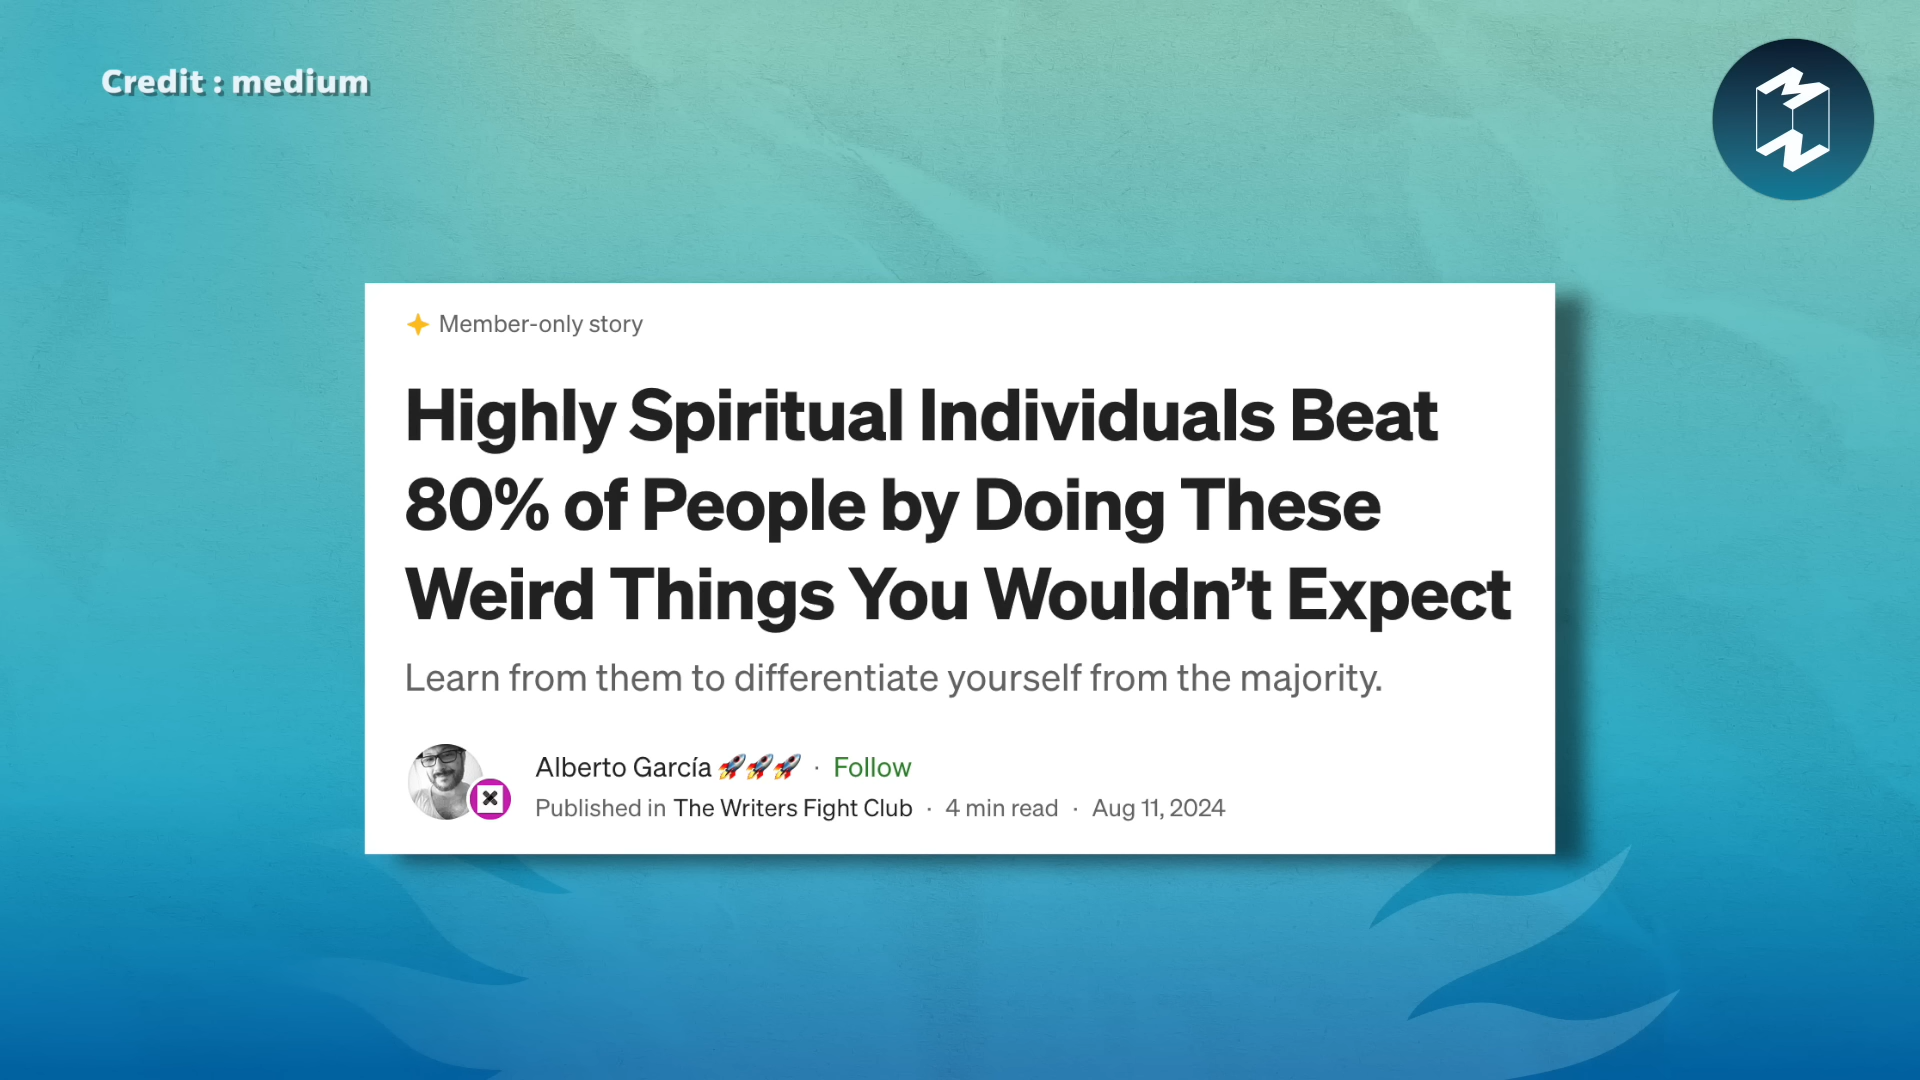 Credit : medium
Member-only story
Highly Spiritual Individuals Beat
80% of People by Doing These
Weird Things You Wouldn’t Expect
Learn from them to differentiate yourself from the majority.
Alberto García 🚀🚀🚀 · Follow
Published in The Writers Fight Club · 4 min read · Aug 11, 2024